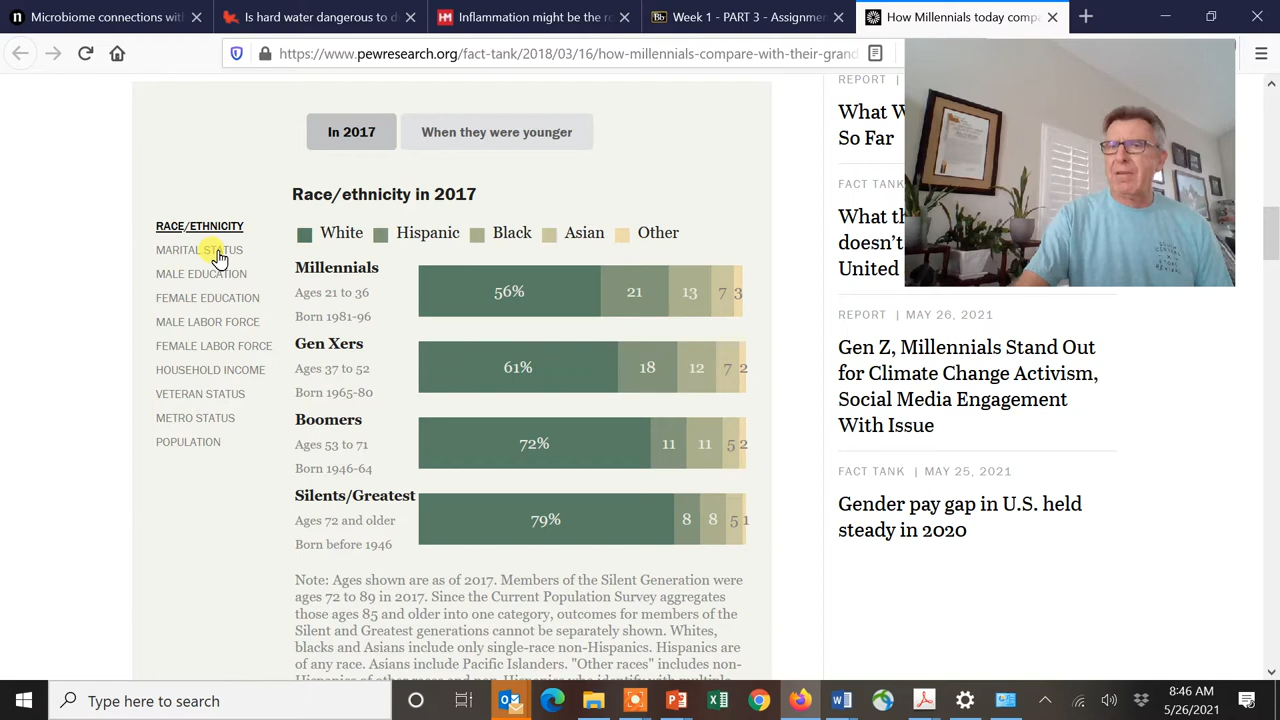 Microbiome connections wit
Is hard water dangerous to d
Inflammation might be the r
Week 1 - PART 3 - Assignme
How Millennials today comp
https://www.pewresearch.org/fact-tank/2018/03/16/how-millennials-compare-with-their-grand
In 2017
When they were younger
Race/ethnicity in 2017
RACE/ETHNICITY
MARITAL STATUS
MALE EDUCATION
FEMALE EDUCATION
MALE LABOR FORCE
FEMALE LABOR FORCE
HOUSEHOLD INCOME
VETERAN STATUS
METRO STATUS
POPULATION
White Hispanic Black Asian Other
Millennials
Ages 21 to 36
Born 1981-96
56% 21 13 7 3
Gen Xers
Ages 37 to 52
Born 1965-80
61% 18 12 7 2
Boomers
Ages 53 to 71
Born 1946-64
72% 11 11 5 2
Silents/Greatest
Ages 72 and older
Born before 1946
79% 8 8 5 1
Note: Ages shown are as of 2017. Members of the Silent Generation were
ages 72 to 89 in 2017. Since the Current Population Survey aggregates
those ages 85 and older into one category, outcomes for members of the
Silent and Greatest generations cannot be separately shown. Whites,
blacks and Asians include only single-race non-Hispanics. Hispanics are
of any race. Asians include Pacific Islanders. "Other races" includes non-
REPORT |
What W
So Far
FACT TANK
What th
doesn't
United
REPORT | MAY 26, 2021
Gen Z, Millennials Stand Out
for Climate Change Activism,
Social Media Engagement
With Issue
FACT TANK | MAY 25, 2021
Gender pay gap in U.S. held
steady in 2020
Type here to search
8:46 AM
5/26/2021